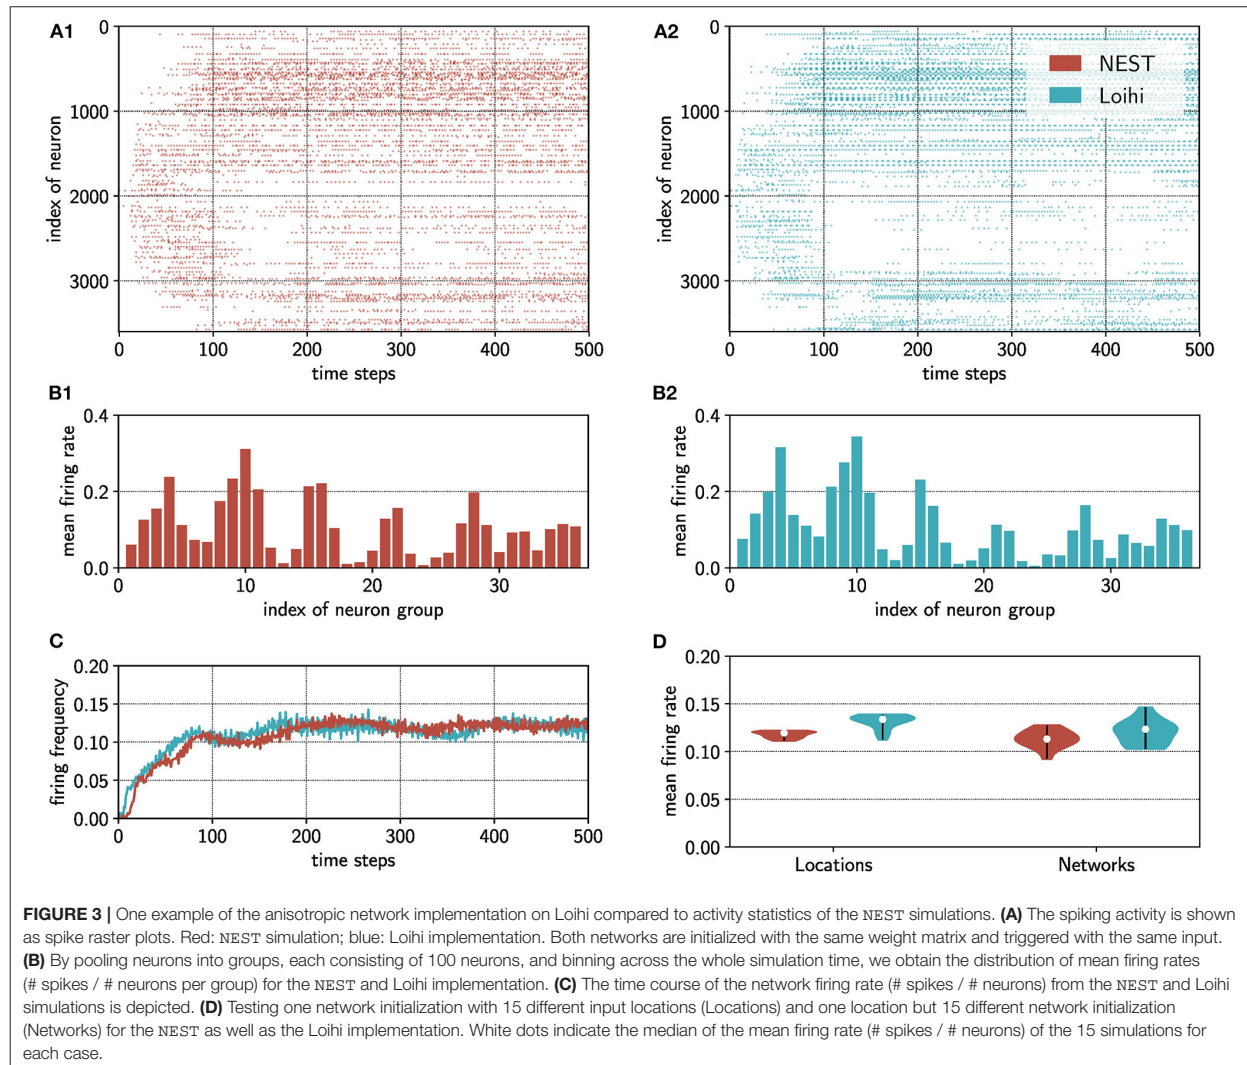 A1
0
1000
2000
3000
index of neuron
0 100 200 300 400 500
time steps
A2
0
1000
2000
3000
index of neuron
NEST
Loihi
0 100 200 300 400 500
time steps
B1
0.4
0.2
0.0
mean firing rate
0 10 20 30
index of neuron group
B2
0.4
0.2
0.0
mean firing rate
0 10 20 30
index of neuron group
C
0.20
0.15
0.10
0.05
0.00
firing frequency
0 100 200 300 400 500
time steps
D
0.20
0.15
0.10
0.05
0.00
mean firing rate
Locations Networks
FIGURE 3 | One example of the anisotropic network implementation on Loihi compared to activity statistics of the NEST simulations. (A) The spiking activity is shown
as spike raster plots. Red: NEST simulation; blue: Loihi implementation. Both networks are initialized with the same weight matrix and triggered with the same input.
(B) By pooling neurons into groups, each consisting of 100 neurons, and binning across the whole simulation time, we obtain the distribution of mean firing rates
(# spikes / # neurons per group) for the NEST and Loihi implementation. (C) The time course of the network firing rate (# spikes / # neurons) from the NEST and Loihi
simulations is depicted. (D) Testing one network initialization with 15 different input locations (Locations) and one location but 15 different network initialization
(Networks) for the NEST as well as the Loihi implementation. White dots indicate the median of the mean firing rate (# spikes / # neurons) of the 15 simulations for
each case.